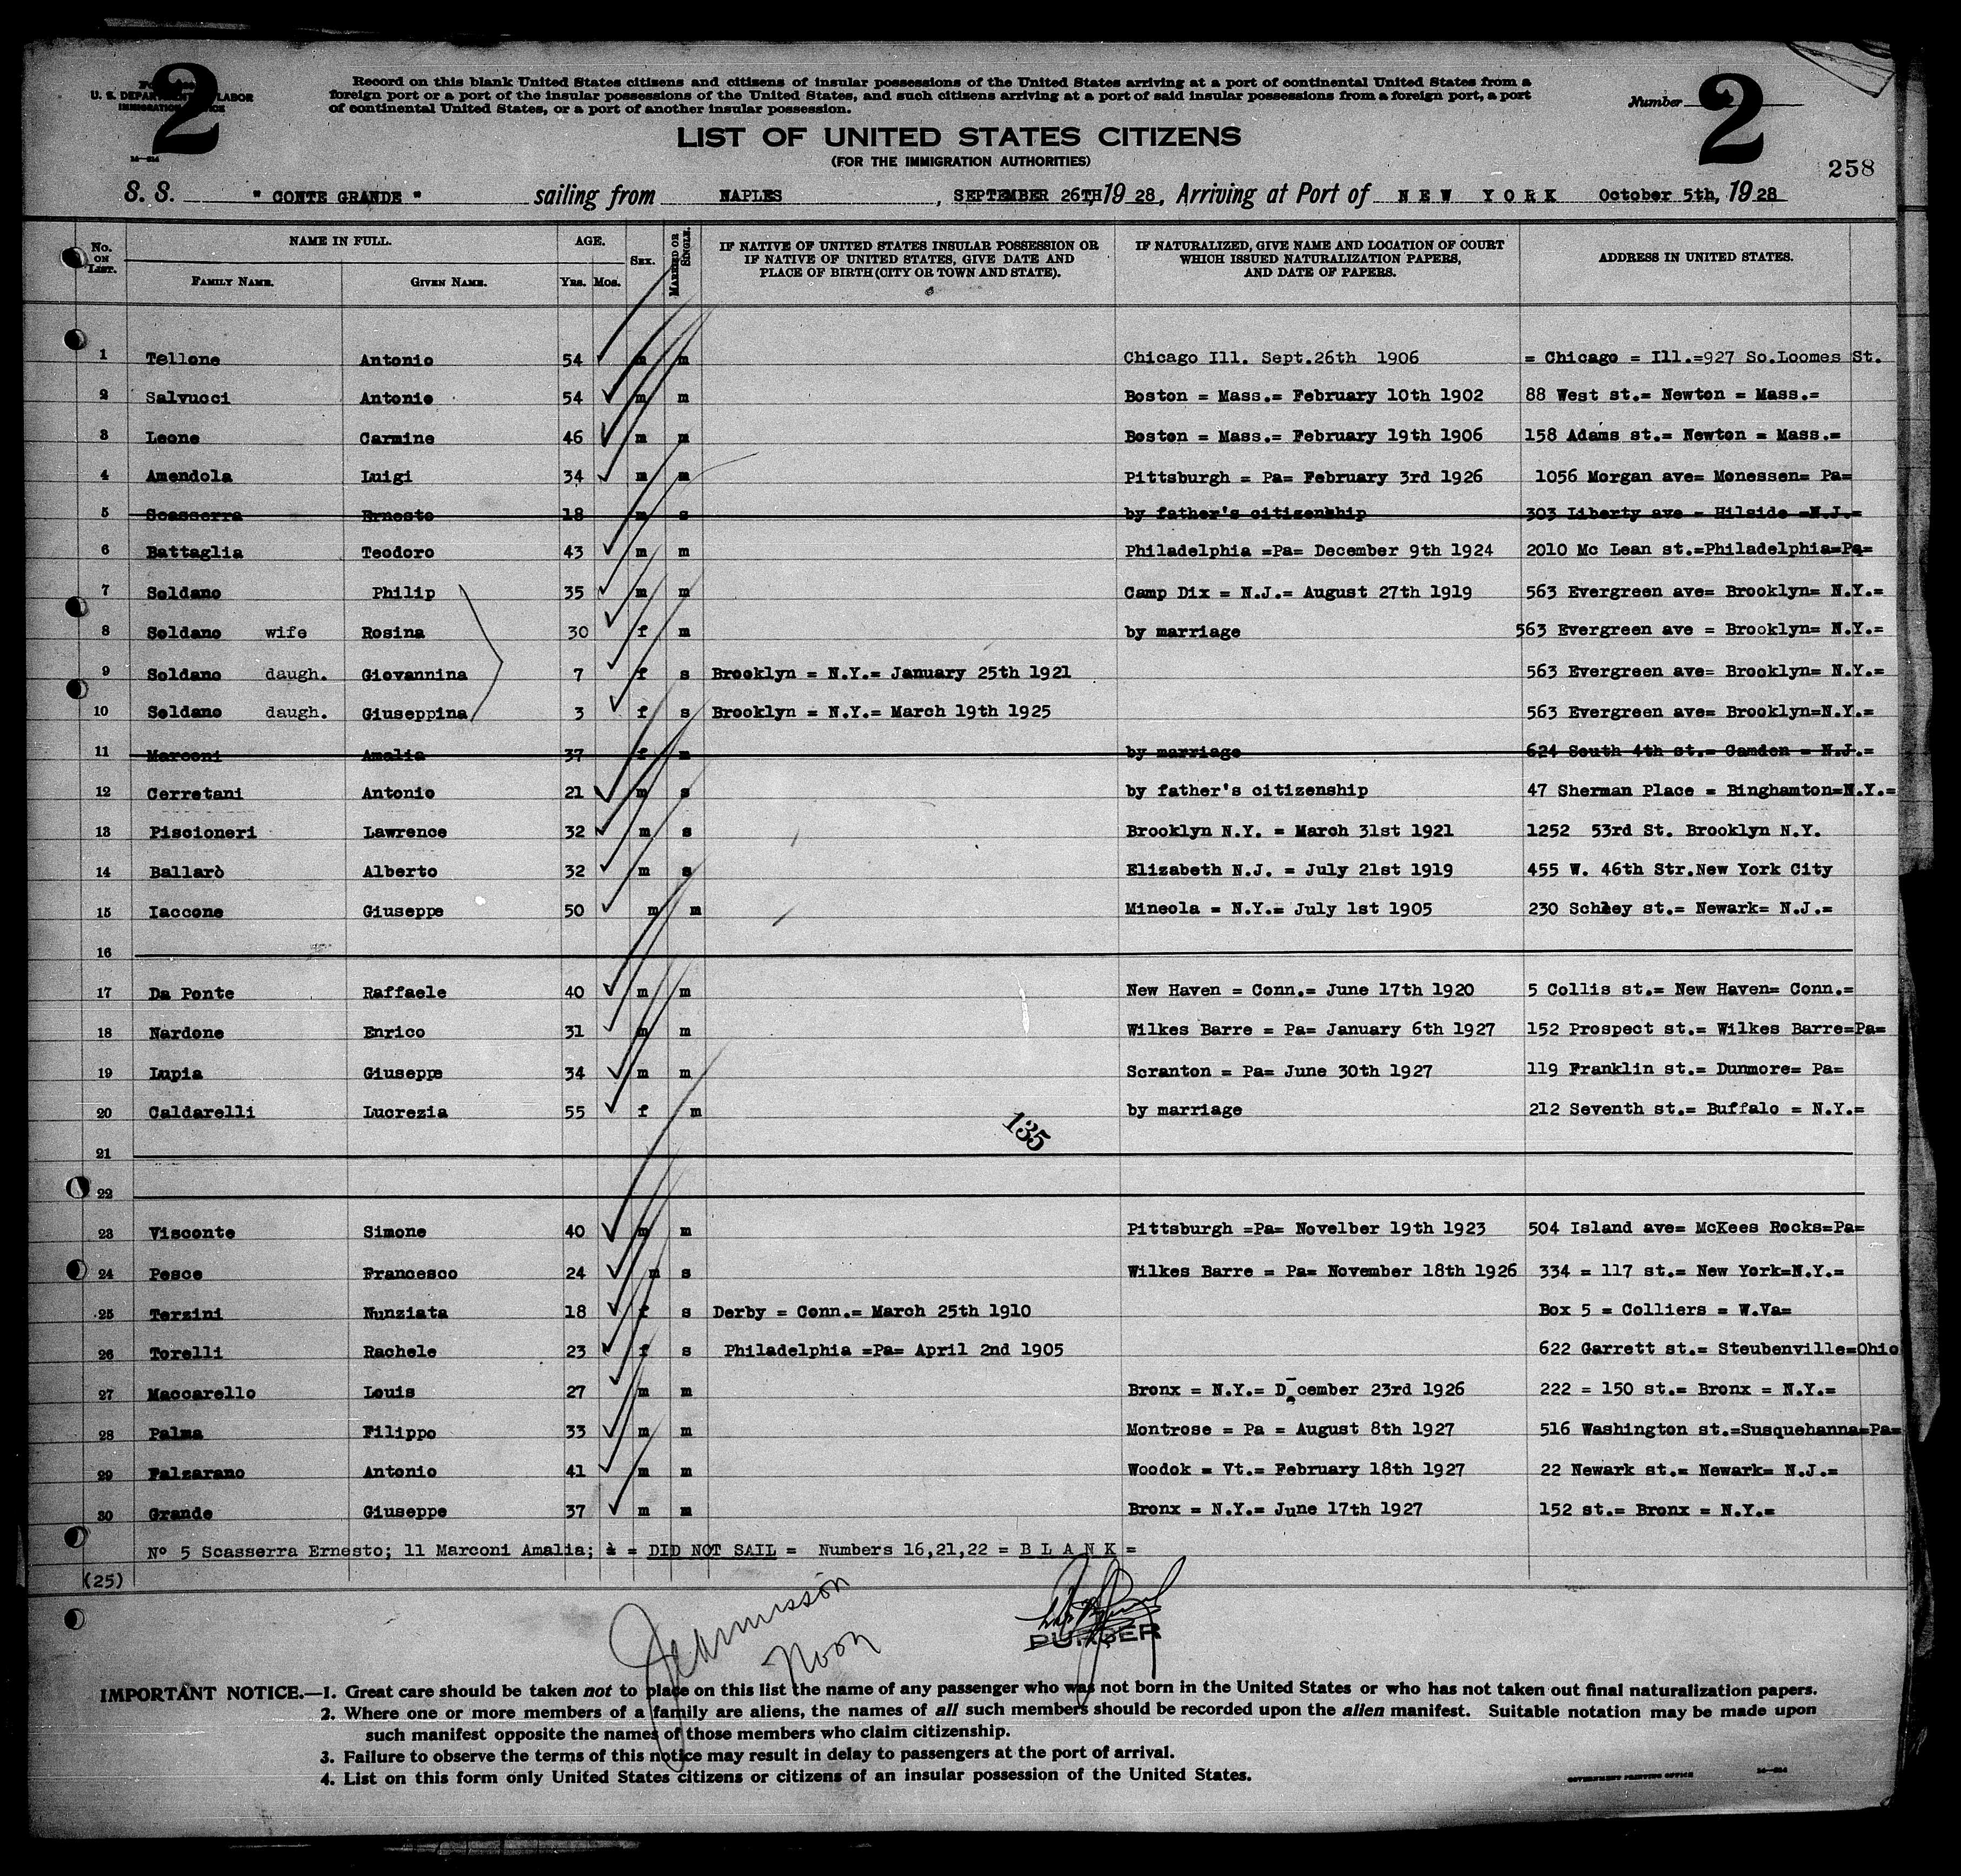 2
U. S. DEPARTMENT LABOR
IMMIGRATION
Record on this blank United States citizens and citizens of insular possessions of the United States arriving at a port of continental United States from a
foreign port or a port of the insular possessions of the United States, and such citizens arriving at a port of said insular possessions from a foreign port, a port
of continental United States, or a port of another insular possession.
Number 2
LIST OF UNITED STATES CITIZENS
(FOR THE IMMIGRATION AUTHORITIES)
258
S. S. " CONTE GRANDE " sailing from NAPLES, SEPTEMBER 26TH 19 28, Arriving at Port of N E W Y O R K October 5th, 19 28
No. ON LIST. NAME IN FULL. FAMILY NAME. GIVEN NAME. AGE. YRS. MOS. SEX. MARRIED OR SINGLE. IF NATIVE OF UNITED STATES INSULAR POSSESSION OR IF NATIVE OF UNITED STATES, GIVE DATE AND PLACE OF BIRTH (CITY OR TOWN AND STATE). IF NATURALIZED, GIVE NAME AND LOCATION OF COURT WHICH ISSUED NATURALIZATION PAPERS, AND DATE OF PAPERS. ADDRESS IN UNITED STATES.
1 Tellone Antonio 54 m m Chicago Ill. Sept.26th 1906 = Chicago = Ill.=927 So.Loomes St.
2 Salvucci Antonio 54 m m Boston = Mass.= February 10th 1902 88 West st.= Newton = Mass.=
3 Leone Carmine 46 m m Boston = Mass.= February 19th 1906 158 Adams st.= Newton = Mass.=
4 Amendola Luigi 34 m m Pittsburgh = Pa= February 3rd 1926 1056 Morgan ave= Monessen= Pa=
5 Scasserra Ernesto 18 m s by father's citizenship 303 Liberty ave - Hilside =N.J.=
6 Battaglia Teodoro 43 m m Philadelphia =Pa= December 9th 1924 2010 Mc Lean st.=Philadelphia=Pa=
7 Soldano Philip 35 m m Camp Dix = N.J.= August 27th 1919 563 Evergreen ave= Brooklyn= N.Y.=
8 Soldano wife Rosina 30 f m by marriage 563 Evergreen ave = Brooklyn= N.Y.=
9 Soldano daugh. Giovannina 7 f s Brooklyn = N.Y.= January 25th 1921 563 Evergreen ave= Brooklyn= N.Y.=
10 Soldano daugh. Giuseppina 3 f s Brooklyn = N.Y.= March 19th 1925 563 Evergreen ave= Brooklyn=N.Y.=
11 Marconi Amalia 37 f m by marriage 624 South 4th st.= Camden = N.J.=
12 Cerretani Antonio 21 m s by father's citizenship 47 Sherman Place = Binghamton=N.Y.=
13 Piscioneri Lawrence 32 m s Brooklyn N.Y. = March 31st 1921 1252 53rd St. Brooklyn N.Y.
14 Ballarò Alberto 32 m s Elizabeth N.J. = July 21st 1919 455 W. 46th Str.New York City
15 Iaccone Giuseppe 50 m m Mineola = N.Y.= July 1st 1905 230 Schley st.= Newark= N.J.=
16
17 Da Ponte Raffaele 40 m m New Haven = Conn.= June 17th 1920 5 Collis st.= New Haven= Conn.=
18 Nardone Enrico 31 m m Wilkes Barre = Pa= January 6th 1927 152 Prospect st.= Wilkes Barre=Pa=
19 Lupia Giuseppe 34 m m Scranton = Pa= June 30th 1927 119 Franklin st.= Dunmore= Pa=
20 Caldarelli Lucrezia 55 f m by marriage 212 Seventh st.= Buffalo = N.Y.=
135
21
22
23 Visconte Simone 40 m m Pittsburgh =Pa= Novelber 19th 1923 504 Island ave= McKees Rocks=Pa=
24 Pesce Francesco 24 m s Wilkes Barre = Pa= November 18th 1926 334 = 117 st.= New York=N.Y.=
25 Terzini Nunziata 18 f s Derby = Conn.= March 25th 1910 Box 5 = Colliers = W.Va=
26 Torelli Rachele 23 f s Philadelphia =Pa= April 2nd 1905 622 Garrett st.= Steubenville=Ohio
27 Maccarello Louis 27 m m Bronx = N.Y.= December 23rd 1926 222 = 150 st.= Bronx = N.Y.=
28 Palma Filippo 33 m m Montrose = Pa = August 8th 1927 516 Washington st.=Susquehanna=Pa=
29 Falzarano Antonio 41 m m Woodok = Vt.= February 18th 1927 22 Newark st.= Newark= N.J.=
30 Grande Giuseppe 37 m m Bronx = N.Y.= June 17th 1927 152 st.= Bronx = N.Y.=
Nº 5 Scasserra Ernesto; 11 Marconi Amalia; = DID NOT SAIL = Numbers 16,21,22 = B L A N K =
(25)
Noon
PURSER
IMPORTANT NOTICE.—1. Great care should be taken not to place on this list the name of any passenger who was not born in the United States or who has not taken out final naturalization papers.
2. Where one or more members of a family are aliens, the names of all such members should be recorded upon the alien manifest. Suitable notation may be made upon
such manifest opposite the names of those members who claim citizenship.
3. Failure to observe the terms of this notice may result in delay to passengers at the port of arrival.
4. List on this form only United States citizens or citizens of an insular possession of the United States.
GOVERNMENT PRINTING OFFICE